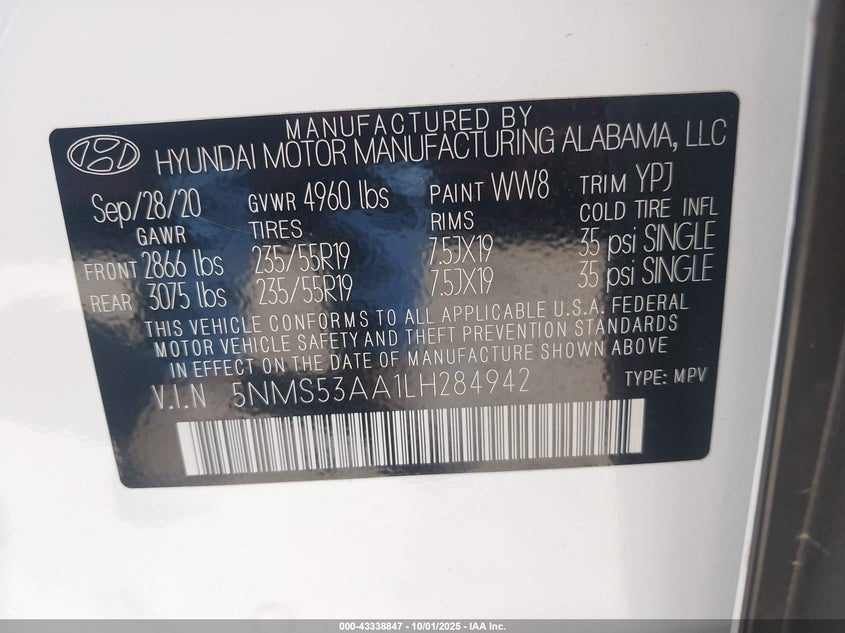 MANUFACTURED BY
HYUNDAI MOTOR MANUFACTURING ALABAMA, LLC
Sep/28/20 GVWR 4960 lbs PAINT WW8 TRIM YPJ
GAWR TIRES RIMS COLD TIRE INFL
FRONT 2866 lbs 235/55R19 7.5JX19 35 psi SINGLE
REAR 3075 lbs 235/55R19 7.5JX19 35 psi SINGLE
THIS VEHICLE CONFORMS TO ALL APPLICABLE U.S.A. FEDERAL
MOTOR VEHICLE SAFETY AND THEFT PREVENTION STANDARDS
IN EFFECT ON THE DATE OF MANUFACTURE SHOWN ABOVE
V.I.N 5NMS53AA1LH284942 TYPE: MPV
000-43338847 - 10/01/2025 - IAA Inc.